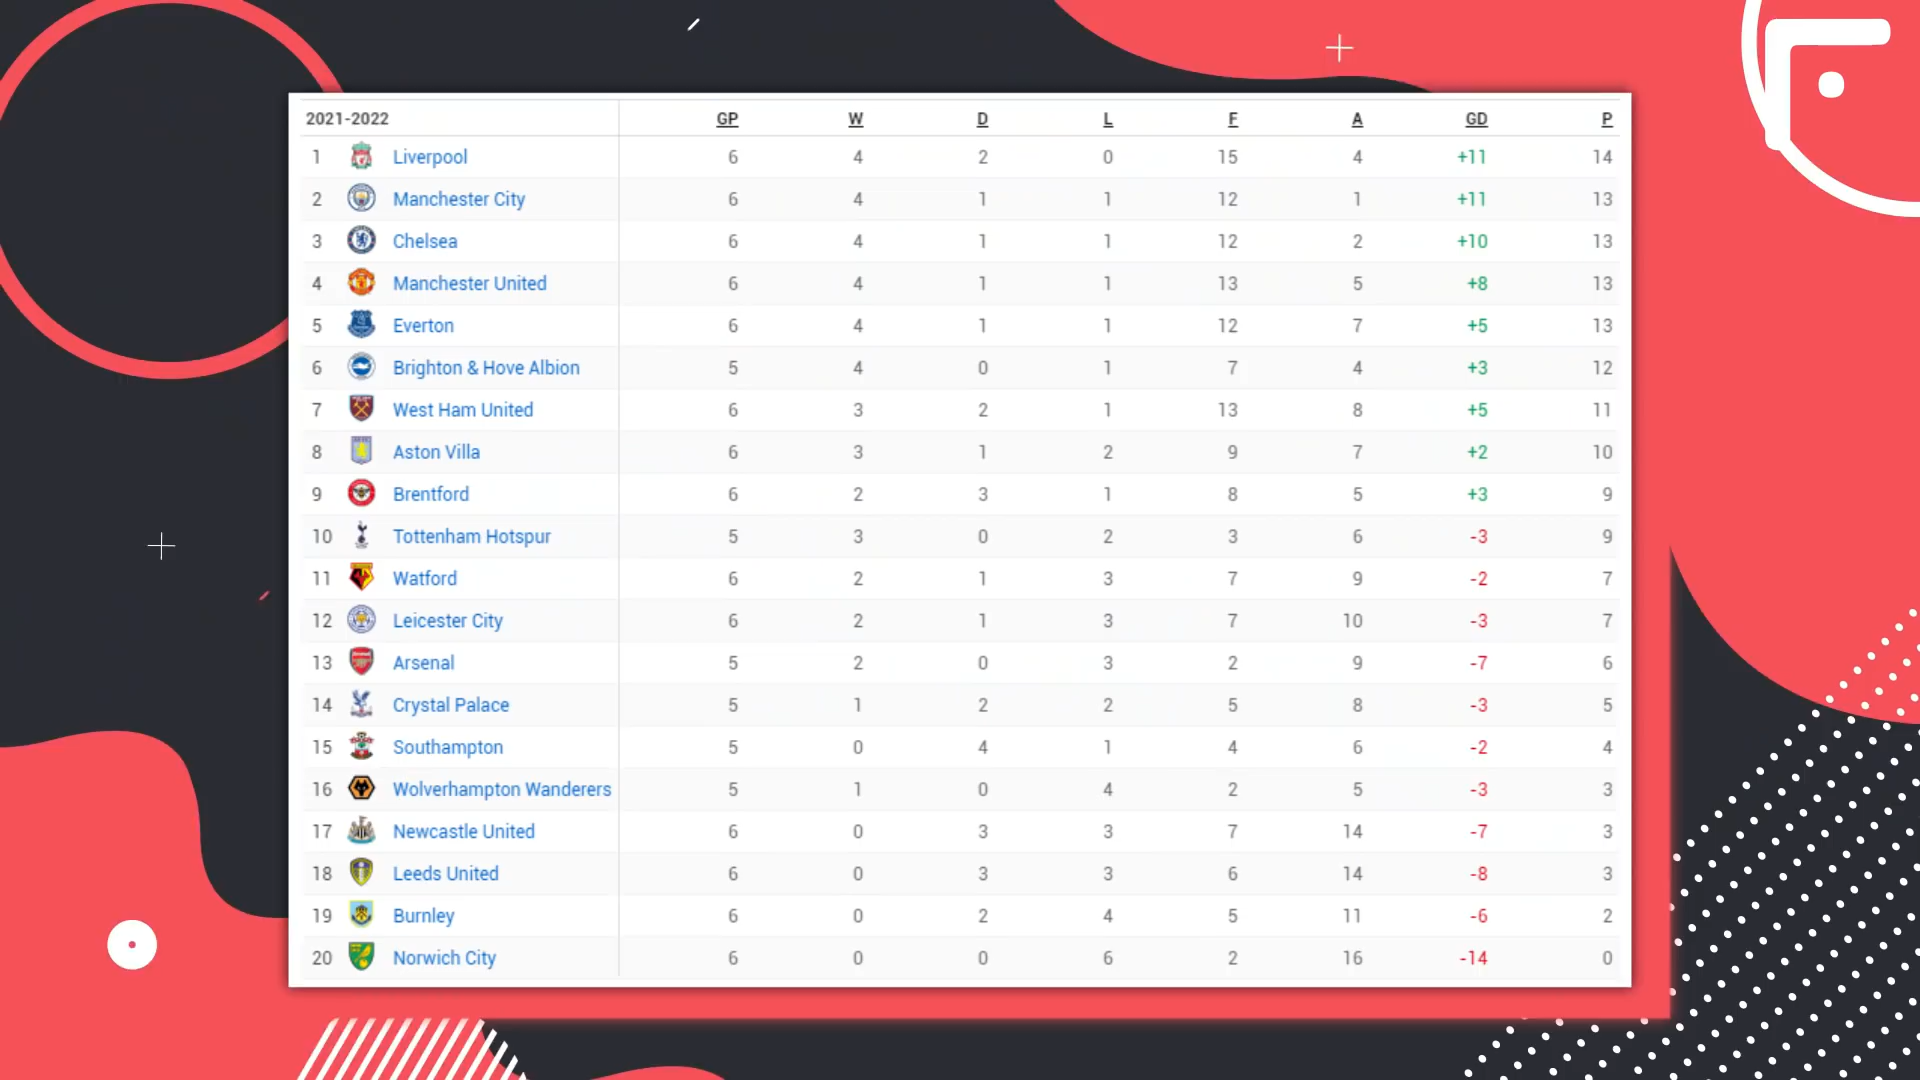 2021-2022 GP W D L F A GD P
1 Liverpool 6 4 2 0 15 4 +11 14
2 Manchester City 6 4 1 1 12 1 +11 13
3 Chelsea 6 4 1 1 12 2 +10 13
4 Manchester United 6 4 1 1 13 5 +8 13
5 Everton 6 4 1 1 12 7 +5 13
6 Brighton & Hove Albion 5 4 0 1 7 4 +3 12
7 West Ham United 6 3 2 1 13 8 +5 11
8 Aston Villa 6 3 1 2 9 7 +2 10
9 Brentford 6 2 3 1 8 5 +3 9
10 Tottenham Hotspur 5 3 0 2 3 6 -3 9
11 Watford 6 2 1 3 7 9 -2 7
12 Leicester City 6 2 1 3 7 10 -3 7
13 Arsenal 5 2 0 3 2 9 -7 6
14 Crystal Palace 5 1 2 2 5 8 -3 5
15 Southampton 5 0 4 1 4 6 -2 4
16 Wolverhampton Wanderers 5 1 0 4 2 5 -3 3
17 Newcastle United 6 0 3 3 7 14 -7 3
18 Leeds United 6 0 3 3 6 14 -8 3
19 Burnley 6 0 2 4 5 11 -6 2
20 Norwich City 6 0 0 6 2 16 -14 0